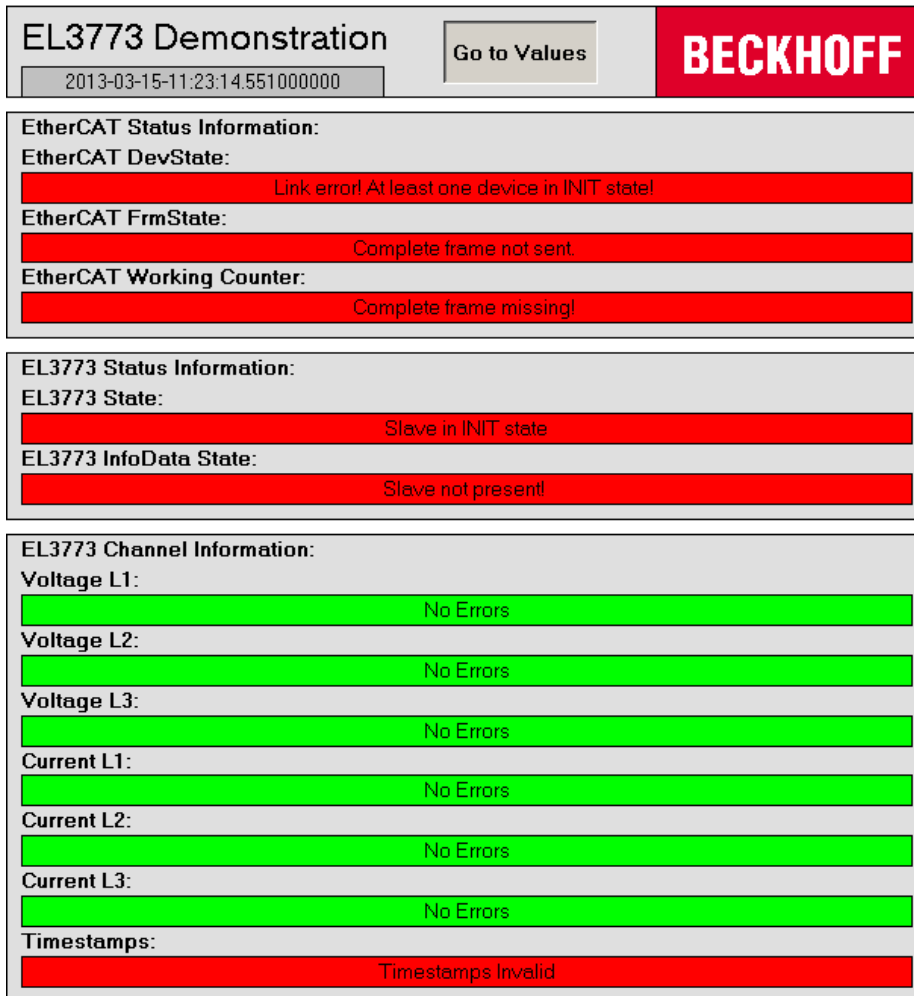 EL3773 Demonstration
2013-03-15-11:23:14.551000000
Go to Values
BECKHOFF
EtherCAT Status Information:
EtherCAT DevState:
Link error! At least one device in INIT state!
EtherCAT FrmState:
Complete frame not sent.
EtherCAT Working Counter:
Complete frame missing!
EL3773 Status Information:
EL3773 State:
Slave in INIT state
EL3773 InfoData State:
Slave not present!
EL3773 Channel Information:
Voltage L1:
No Errors
Voltage L2:
No Errors
Voltage L3:
No Errors
Current L1:
No Errors
Current L2:
No Errors
Current L3:
No Errors
Timestamps:
Timestamps Invalid